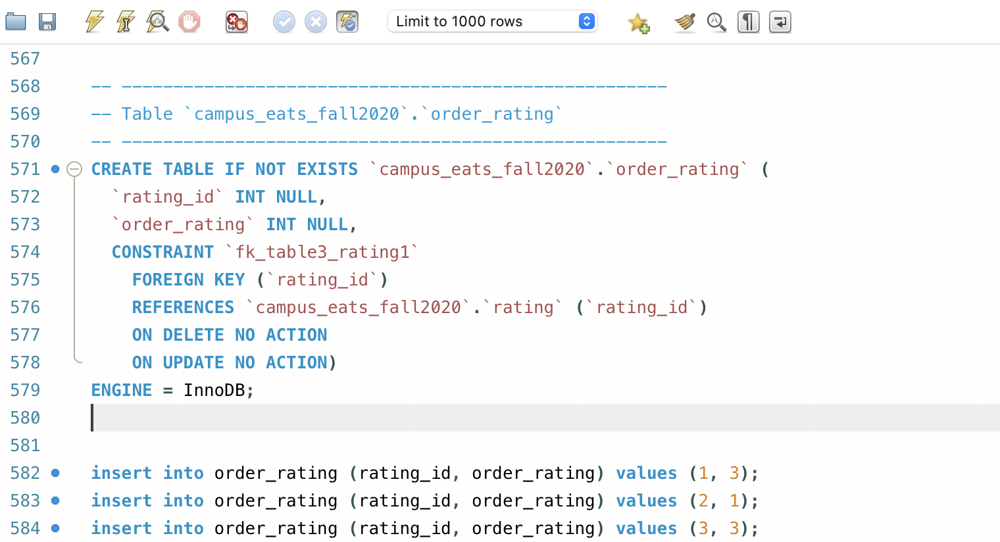 Limit to 1000 rows
567
568 -- -----------------------------------------------------
569 -- Table `campus_eats_fall2020`.`order_rating`
570 -- -----------------------------------------------------
571 CREATE TABLE IF NOT EXISTS `campus_eats_fall2020`.`order_rating` (
572 `rating_id` INT NULL,
573 `order_rating` INT NULL,
574 CONSTRAINT `fk_table3_rating1`
575 FOREIGN KEY (`rating_id`)
576 REFERENCES `campus_eats_fall2020`.`rating` (`rating_id`)
577 ON DELETE NO ACTION
578 ON UPDATE NO ACTION)
579 ENGINE = InnoDB;
580
581
582 insert into order_rating (rating_id, order_rating) values (1, 3);
583 insert into order_rating (rating_id, order_rating) values (2, 1);
584 insert into order_rating (rating_id, order_rating) values (3, 3);